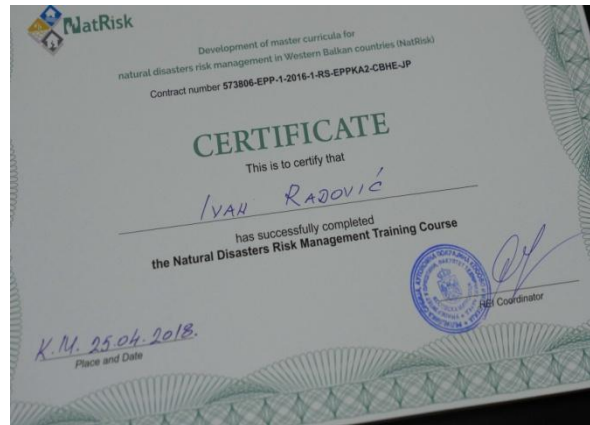 NatRisk
Development of master curricula for
natural disasters risk management in Western Balkan countries (NatRisk)
Contract number 573806-EPP-1-2016-1-RS-EPPKA2-CBHE-JP
CERTIFICATE
This is to certify that
IVAN RADOVIĆ
has successfully completed
the Natural Disasters Risk Management Training Course
HEI Coordinator
K.M. 25.04.2018.
Place and Date